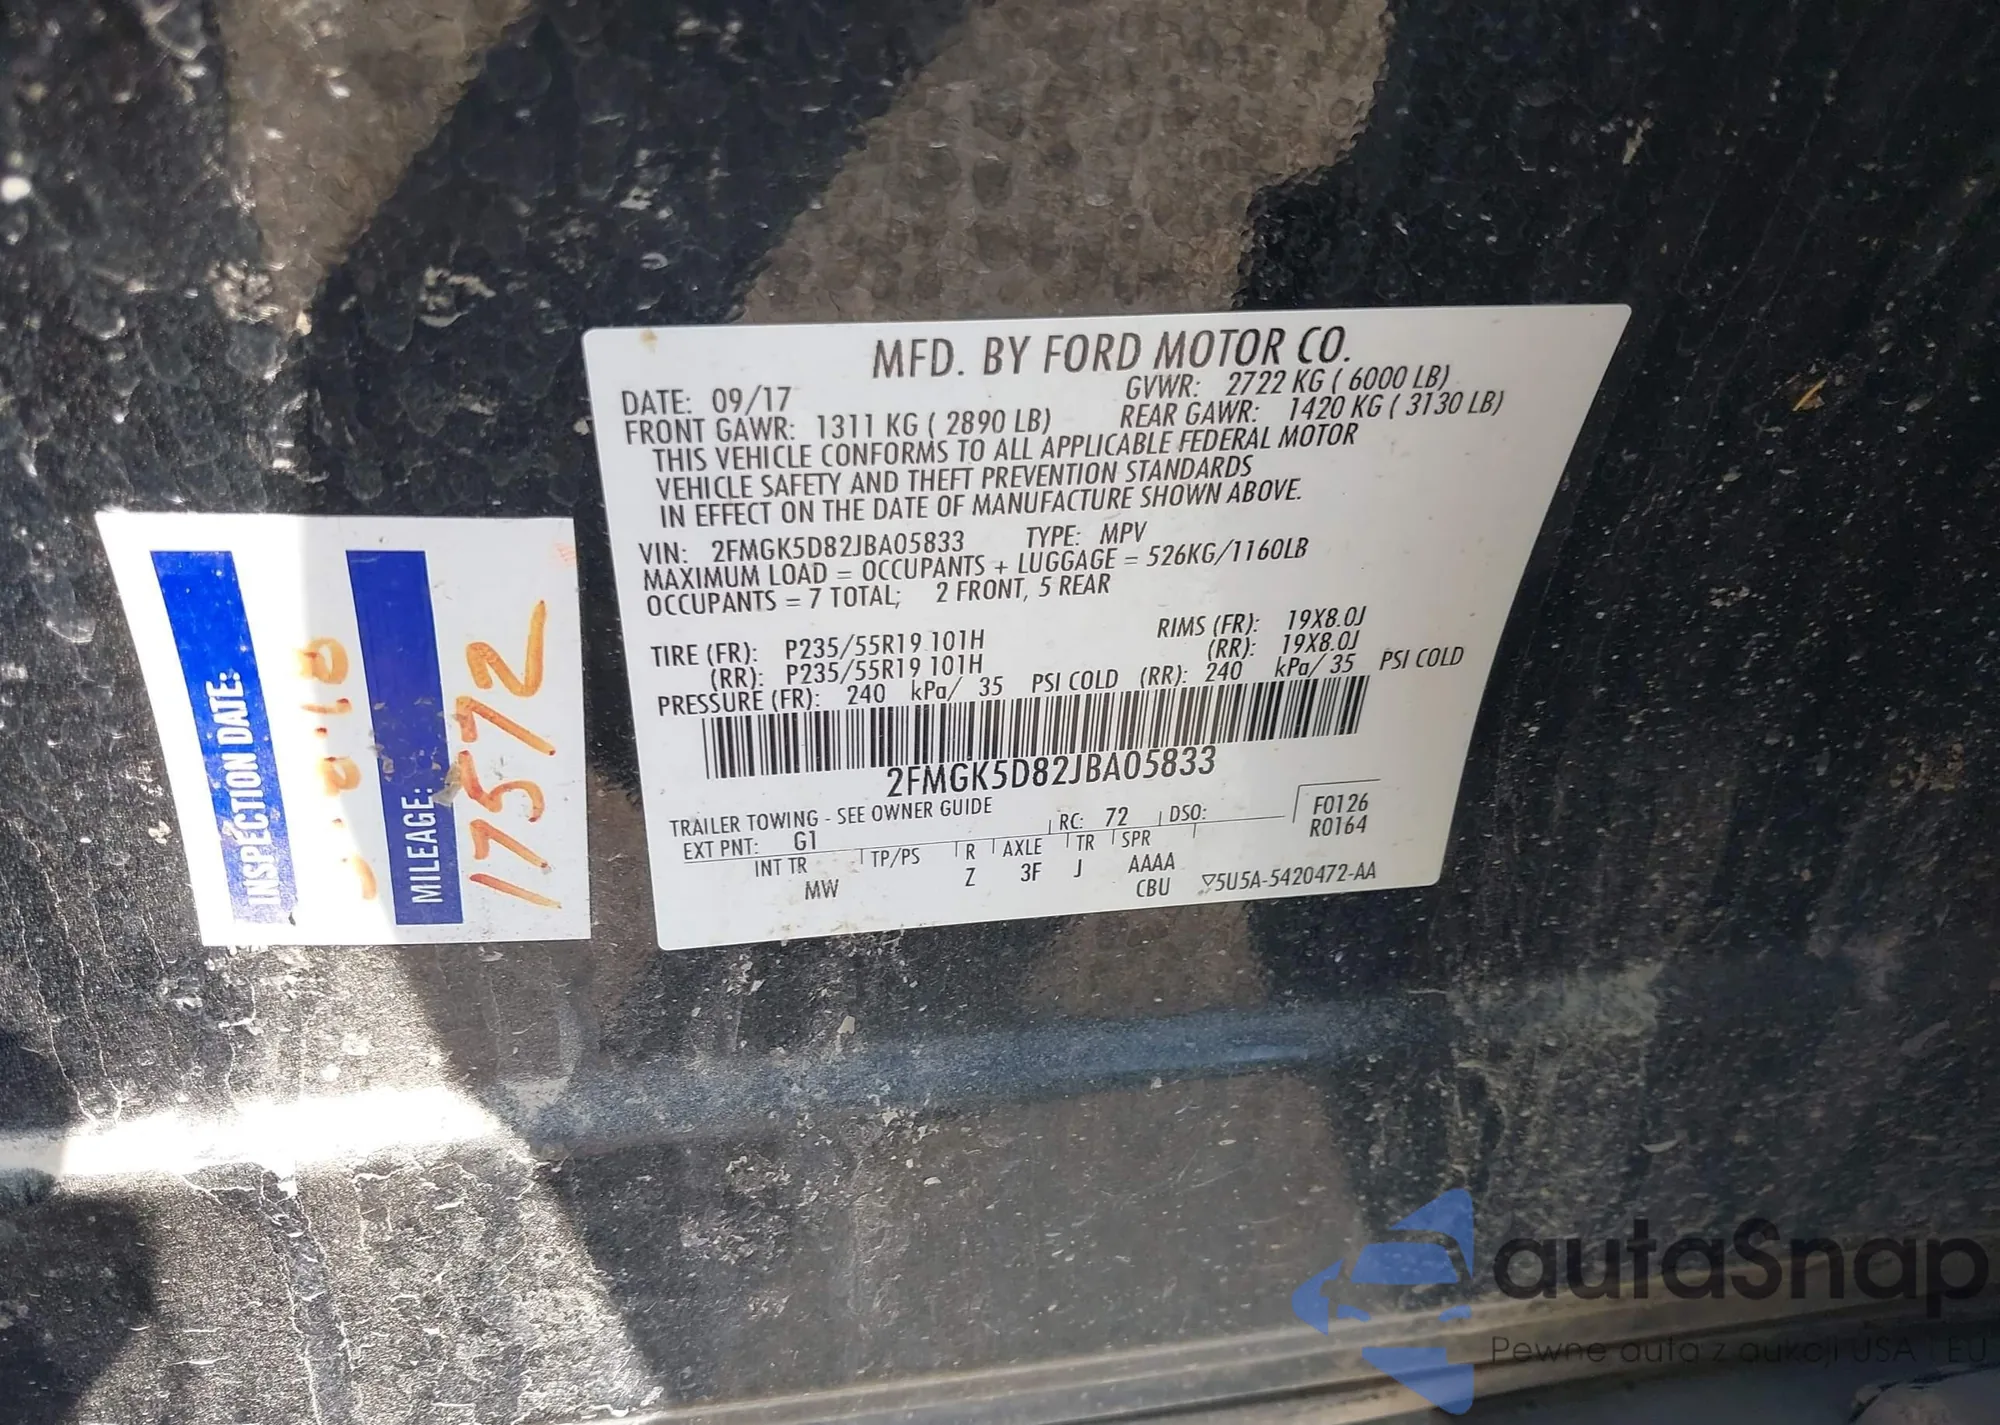 MFD. BY FORD MOTOR CO.
DATE: 09/17 GVWR: 2722 KG ( 6000 LB)
FRONT GAWR: 1311 KG ( 2890 LB) REAR GAWR: 1420 KG ( 3130 LB)
THIS VEHICLE CONFORMS TO ALL APPLICABLE FEDERAL MOTOR
VEHICLE SAFETY AND THEFT PREVENTION STANDARDS
IN EFFECT ON THE DATE OF MANUFACTURE SHOWN ABOVE.
VIN: 2FMGK5D82JBA05833 TYPE: MPV
MAXIMUM LOAD = OCCUPANTS + LUGGAGE = 526KG/1160LB
OCCUPANTS = 7 TOTAL; 2 FRONT, 5 REAR
TIRE (FR): P235/55R19 101H RIMS (FR): 19X8.0J
(RR): P235/55R19 101H (RR): 19X8.0J
PRESSURE (FR): 240 kPa/ 35 PSI COLD (RR): 240 kPa/ 35 PSI COLD
2FMGK5D82JBA05833
TRAILER TOWING - SEE OWNER GUIDE
EXT PNT: G1 RC: 72 DSO: F0126
R0164
INT TR TP/PS R AXLE TR SPR
MW Z 3F J AAAA
CBU ▽5U5A-5420472-AA
INSPECTION DATE:
MILEAGE:
17572
autaSnap
Pewne auta z aukcji USA i EU